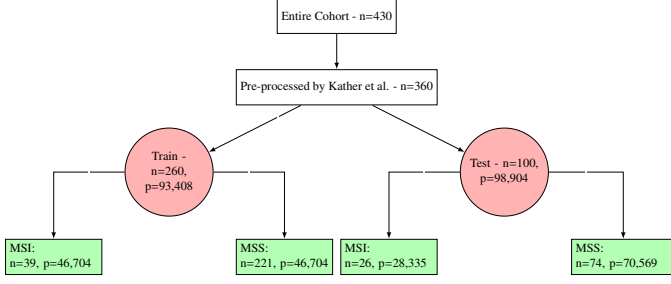 Entire Cohort - n=430
Pre-processed by Kather et al. - n=360
Train -
n=260,
p=93,408
Test - n=100,
p=98,904
MSI:
n=39, p=46,704
MSS:
n=221, p=46,704
MSI:
n=26, p=28,335
MSS:
n=74, p=70,569